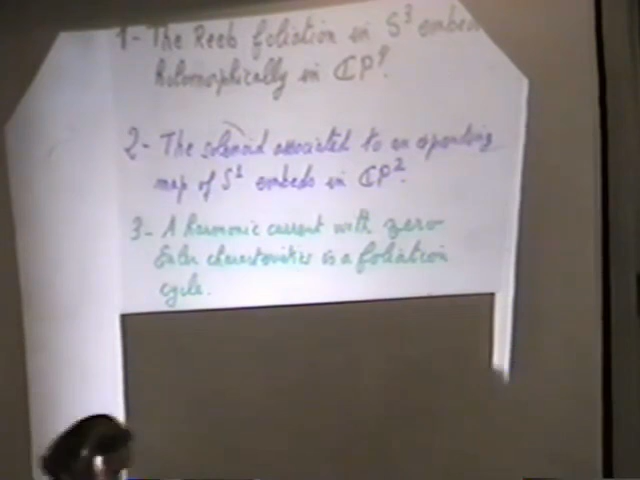 1- The Reeb foliation in S³ embeds
holomorphically in ℂP⁹.
2- The solenoid associated to an expanding
map of S¹ embeds in ℂP².
3- A harmonic current with zero
Euler characteristics is a foliation
cycle.